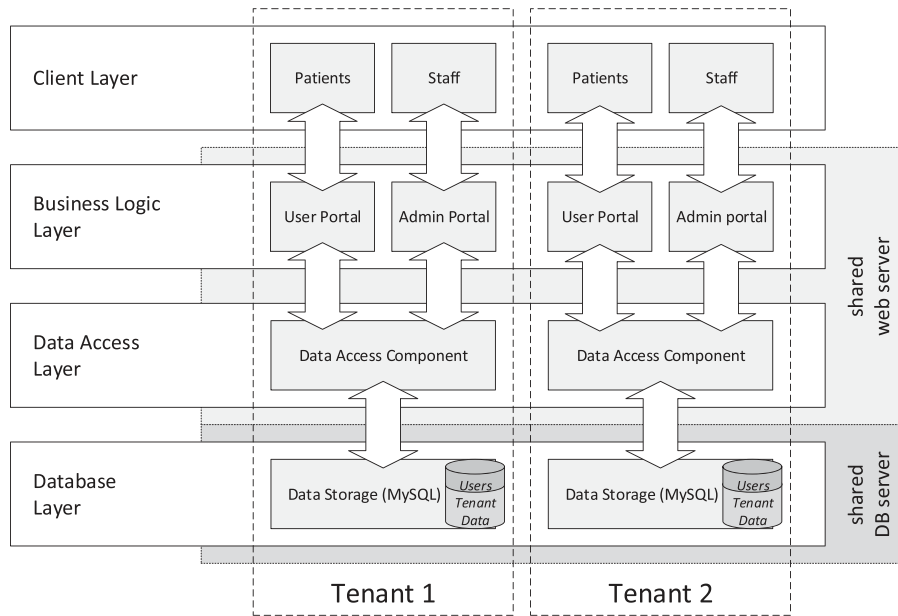 Client Layer
Patients
Staff
Patients
Staff
Business Logic
Layer
User Portal
Admin Portal
User Portal
Admin portal
shared
web server
Data Access
Layer
Data Access Component
Data Access Component
Database
Layer
Data Storage (MySQL)
Users
Tenant
Data
Data Storage (MySQL)
Users
Tenant
Data
shared
DB server
Tenant 1
Tenant 2